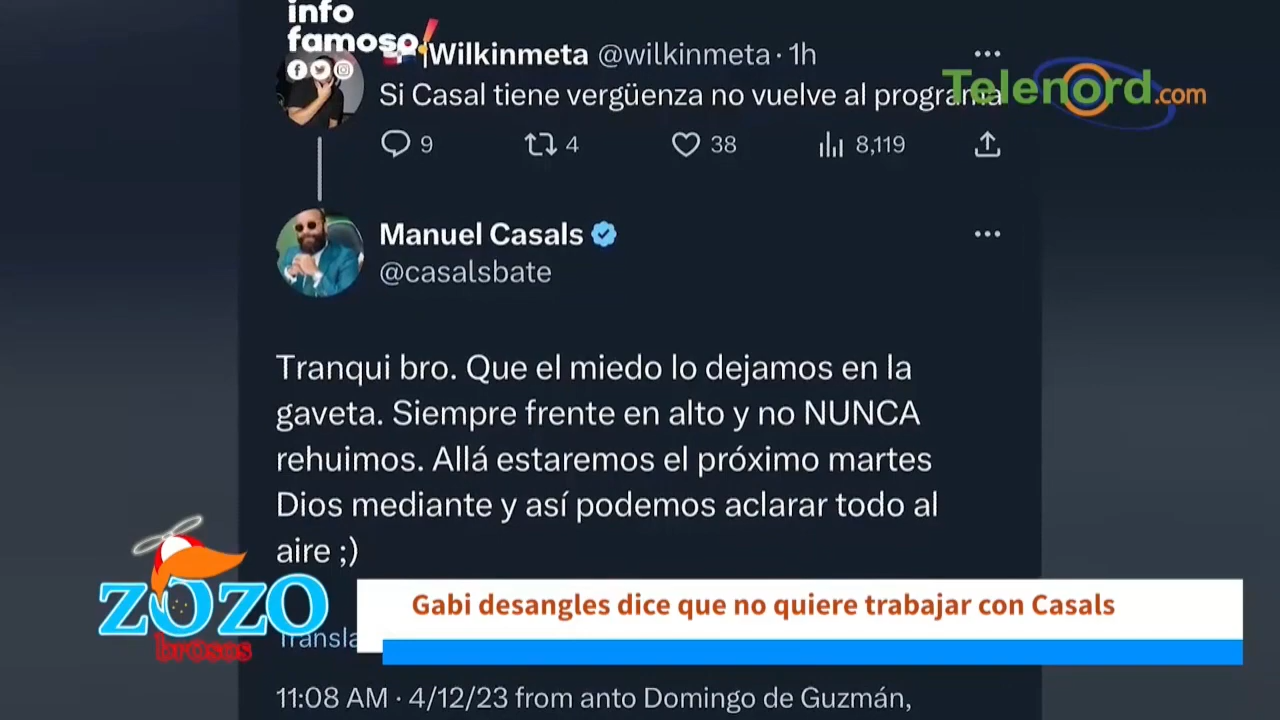 info
famoso!
Wilkinmeta @wilkinmeta · 1h
Si Casal tiene vergüenza no vuelve al programa
Telenord.com
9 4 38 8,119
Manuel Casals
@casalsbate
Tranqui bro. Que el miedo lo dejamos en la
gaveta. Siempre frente en alto y no NUNCA
rehuimos. Allá estaremos el próximo martes
Dios mediante y así podemos aclarar todo al
aire ;)
ZOZO
brosos
Gabi desangles dice que no quiere trabajar con Casals
Transla
11:08 AM · 4/12/23 from anto Domingo de Guzmán,